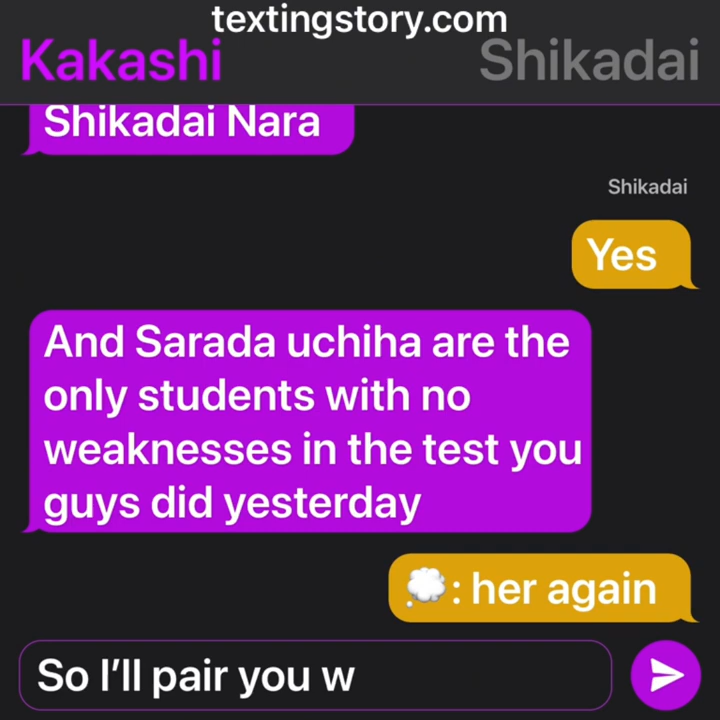 textingstory.com
Kakashi Shikadai
Shikadai Nara
Shikadai
Yes
And Sarada uchiha are the
only students with no
weaknesses in the test you
guys did yesterday
💭: her again
So I’ll pair you w